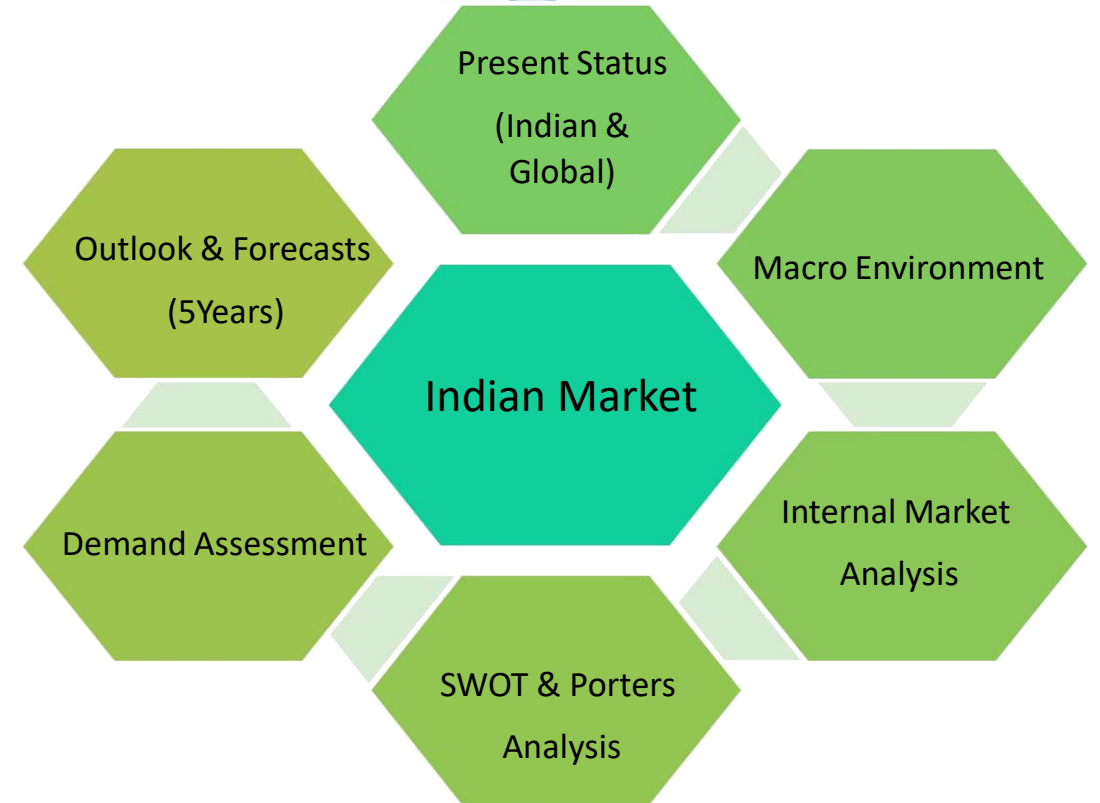 Present Status
(Indian &
Global)
Macro Environment
Internal Market
Analysis
SWOT & Porters
Analysis
Demand Assessment
Outlook & Forecasts
(5Years)
Indian Market